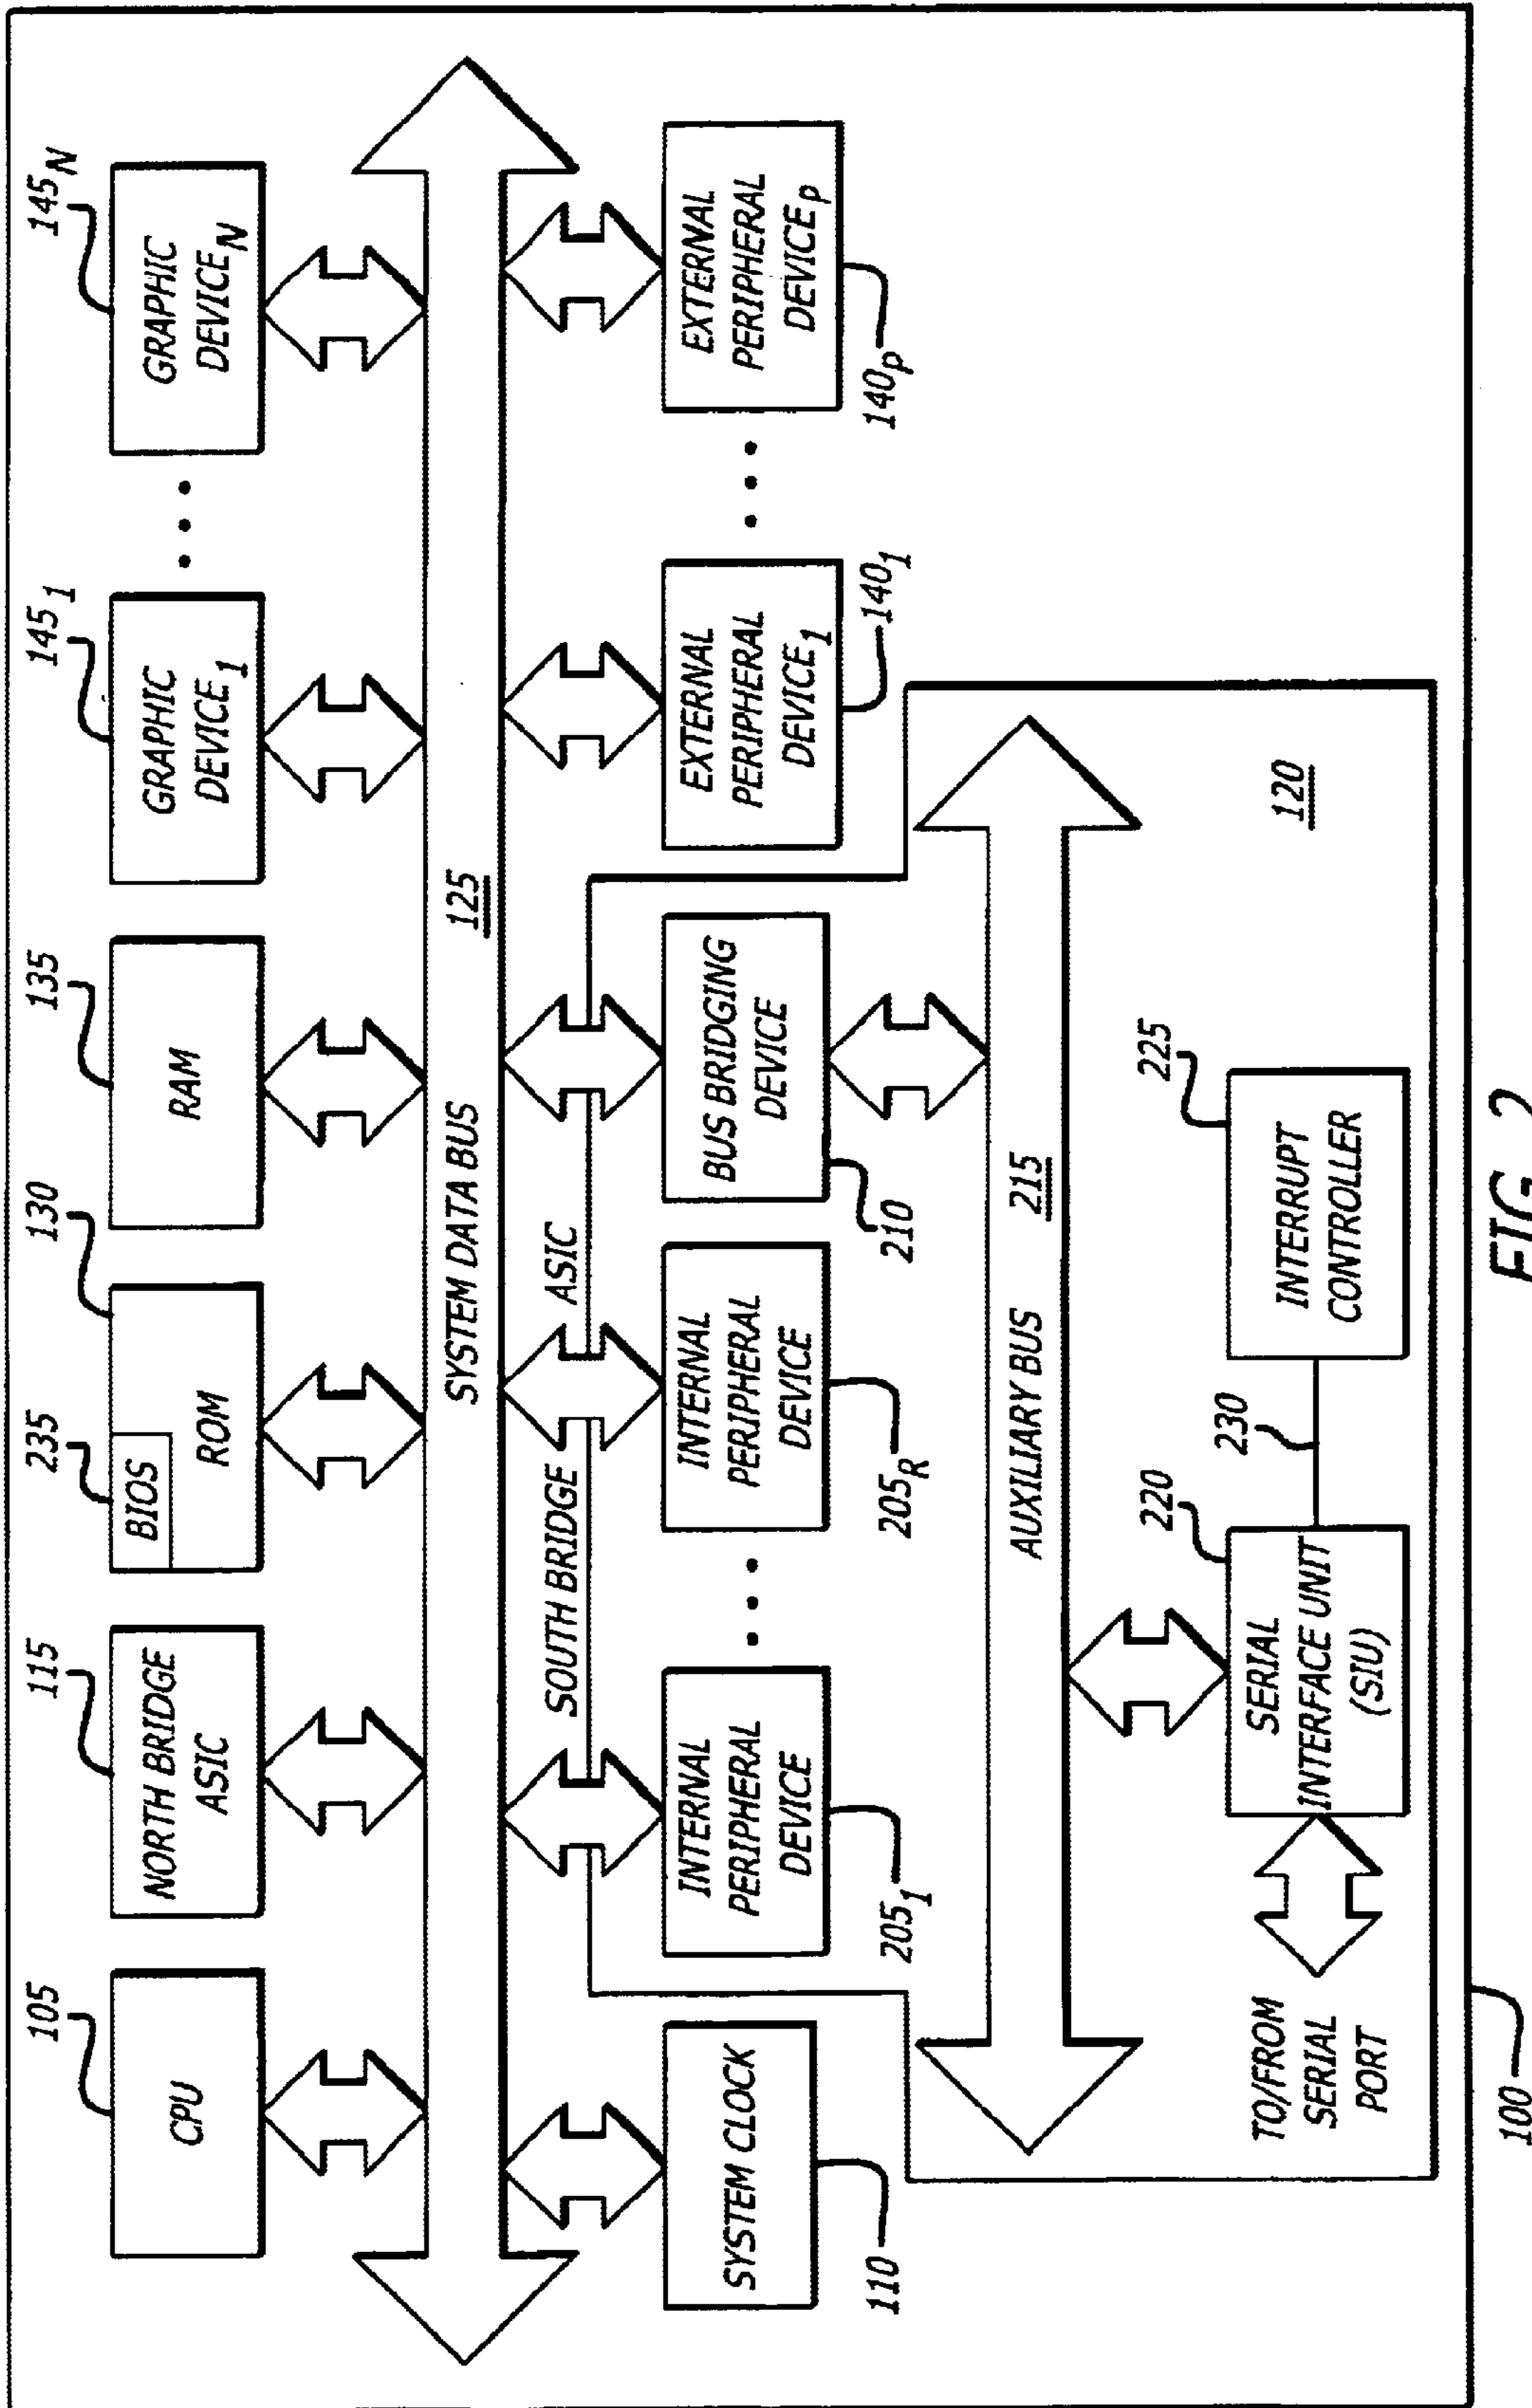 105
115
235
130
135
145₁
145N
CPU
NORTH BRIDGE
ASIC
BIOS
ROM
RAM
GRAPHIC
DEVICE₁
• • •
GRAPHIC
DEVICEN
SYSTEM DATA BUS
125
SOUTH BRIDGE
ASIC
SYSTEM CLOCK
INTERNAL
PERIPHERAL
DEVICE
• • •
INTERNAL
PERIPHERAL
DEVICE
BUS BRIDGING
DEVICE
EXTERNAL
PERIPHERAL
DEVICE₁
• • •
EXTERNAL
PERIPHERAL
DEVICEP
110
205₁
205R
210
140₁
140P
AUXILIARY BUS
215
220
225
120
TO/FROM
SERIAL
PORT
SERIAL
INTERFACE UNIT
(SIU)
230
INTERRUPT
CONTROLLER
100
FIG. 2